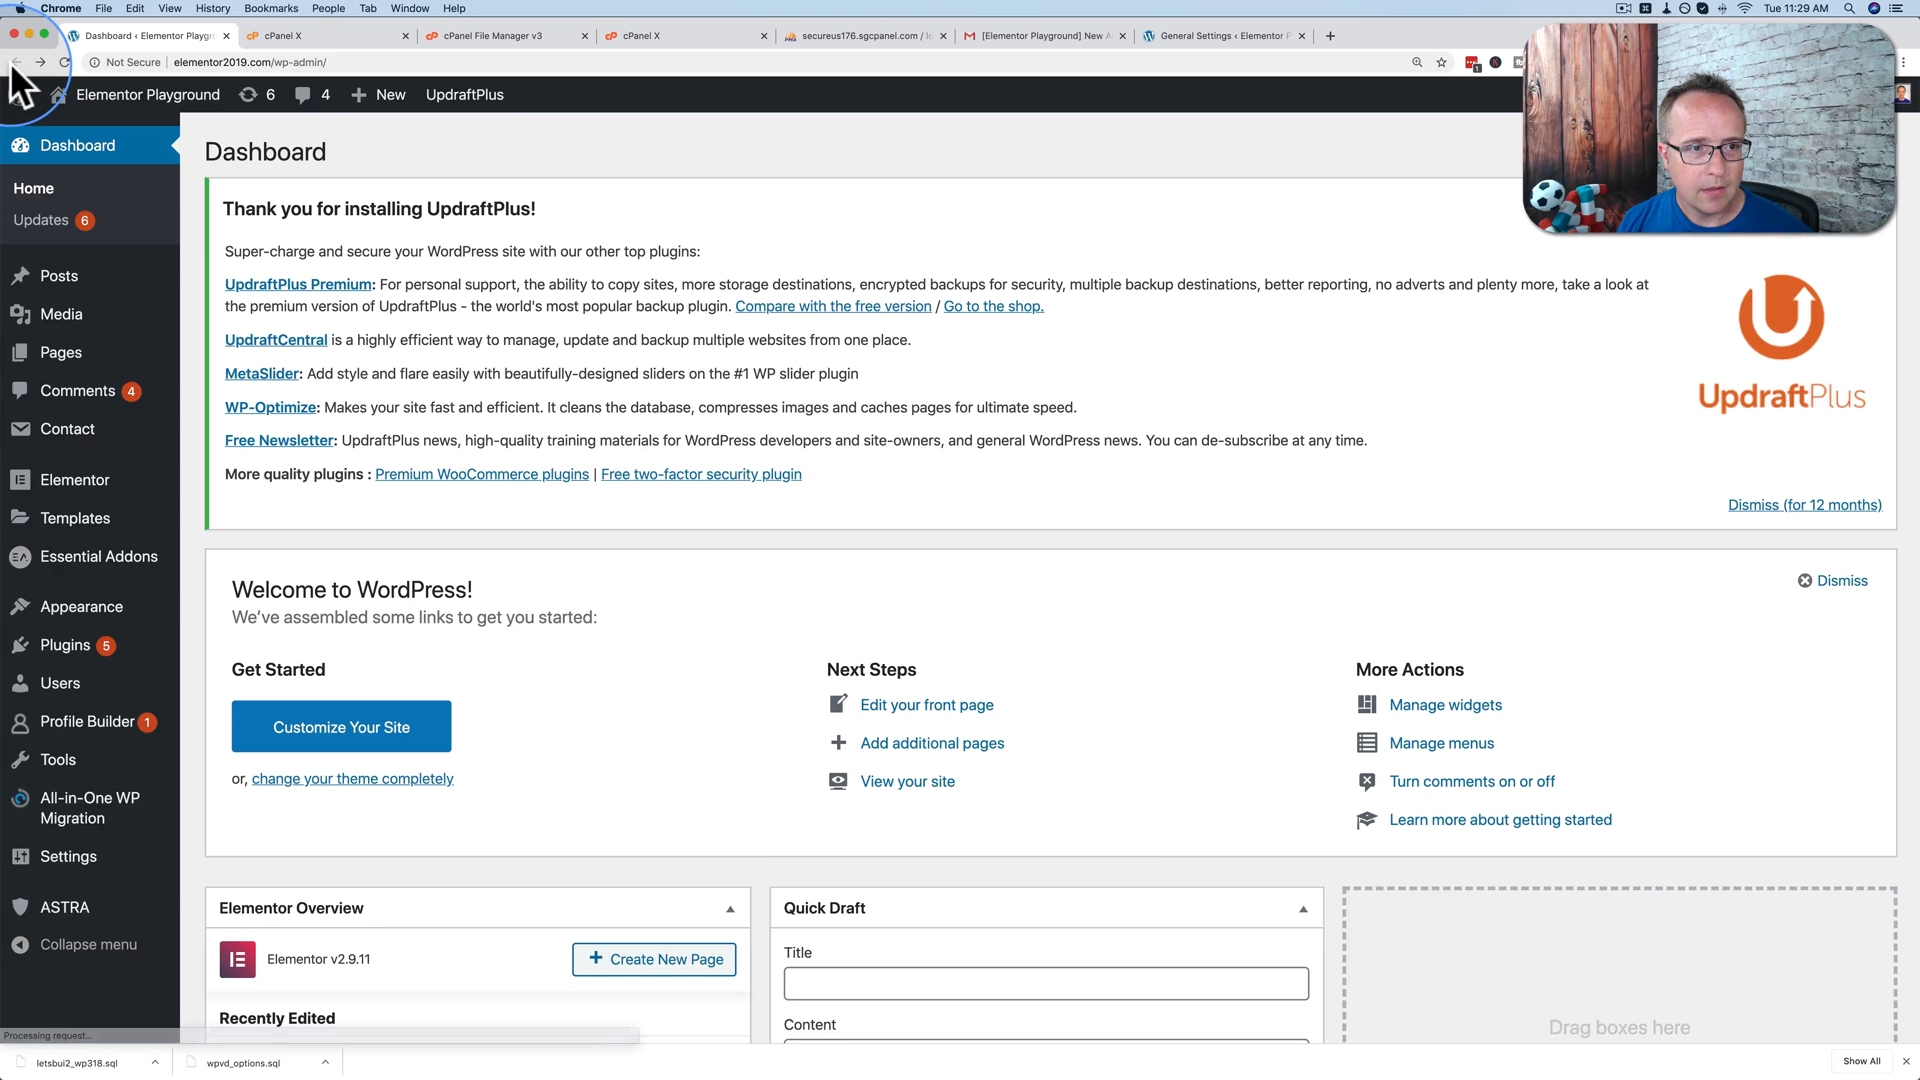 Chrome File Edit View History Bookmarks People Tab Window Help Tue 11:29 AM
Dashboard ‹ Elementor Playgr cPanel X cPanel File Manager v3 cPanel X secureus176.sgcpanel.com / lo [Elementor Playground] New A General Settings ‹ Elementor P
Not Secure elementor2019.com/wp-admin/
Elementor Playground 6 4 New UpdraftPlus
Dashboard
Home
Updates 6
Posts
Media
Pages
Comments 4
Contact
Elementor
Templates
Essential Addons
Appearance
Plugins 5
Users
Profile Builder 1
Tools
All-in-One WP
Migration
Settings
ASTRA
Collapse menu
Dashboard
Thank you for installing UpdraftPlus!
Super-charge and secure your WordPress site with our other top plugins:
UpdraftPlus Premium: For personal support, the ability to copy sites, more storage destinations, encrypted backups for security, multiple backup destinations, better reporting, no adverts and plenty more, take a look at
the premium version of UpdraftPlus - the world's most popular backup plugin. Compare with the free version / Go to the shop.
UpdraftCentral is a highly efficient way to manage, update and backup multiple websites from one place.
MetaSlider: Add style and flare easily with beautifully-designed sliders on the #1 WP slider plugin
WP-Optimize: Makes your site fast and efficient. It cleans the database, compresses images and caches pages for ultimate speed.
Free Newsletter: UpdraftPlus news, high-quality training materials for WordPress developers and site-owners, and general WordPress news. You can de-subscribe at any time.
More quality plugins : Premium WooCommerce plugins | Free two-factor security plugin
UpdraftPlus
Dismiss (for 12 months)
Welcome to WordPress!
We've assembled some links to get you started:
Dismiss
Get Started
Customize Your Site
or, change your theme completely
Next Steps
Edit your front page
Add additional pages
View your site
More Actions
Manage widgets
Manage menus
Turn comments on or off
Learn more about getting started
Elementor Overview
Elementor v2.9.11
Create New Page
Recently Edited
Quick Draft
Title
Content
Drag boxes here
Processing request...
letsbui2_wp318.sql wpvd_options.sql Show All